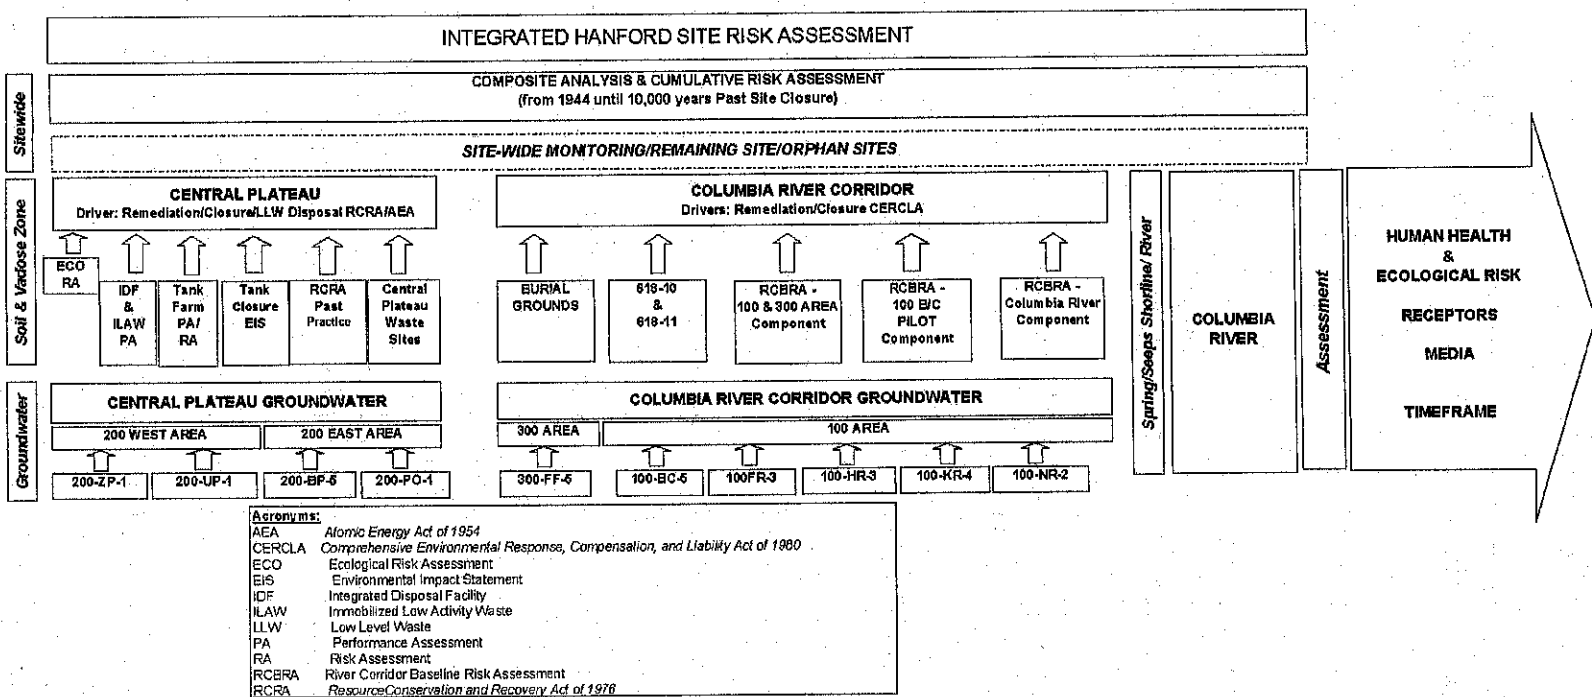 INTEGRATED HANFORD SITE RISK ASSESSMENT
Sitewide
COMPOSITE ANALYSIS & CUMULATIVE RISK ASSESSMENT
(from 1944 until 10,000 years Past Site Closure)
SITE-WIDE MONITORING/REMAINING SITE/ORPHAN SITES
Soil & Vadose Zone
CENTRAL PLATEAU
Driver: Remediation/Closure/LLW Disposal RCRA/AEA
ECO
RA
IDF
&
ILAW
PA
Tank
Farm
PA/
RA
Tank
Closure
EIS
RCRA
Past
Practice
Central
Plateau
Waste
Sites
COLUMBIA RIVER CORRIDOR
Drivers: Remediation/Closure CERCLA
BURIAL
GROUNDS
618-10
&
618-11
RCBRA -
100 & 300 AREA
Component
RCBRA -
100 B/C
PILOT
Component
RCBRA -
Columbia River
Component
Groundwater
CENTRAL PLATEAU GROUNDWATER
200 WEST AREA
200 EAST AREA
200-ZP-1
200-UP-1
200-BP-5
200-PO-1
COLUMBIA RIVER CORRIDOR GROUNDWATER
300 AREA
100 AREA
300-FF-5
100-BC-5
100FR-3
100-HR-3
100-KR-4
100-NR-2
Spring/Seeps Shorline/ River
COLUMBIA
RIVER
Assessment
HUMAN HEALTH
&
ECOLOGICAL RISK
RECEPTORS
MEDIA
TIMEFRAME
Acronyms:
AEA Atomic Energy Act of 1954
CERCLA Comprehensive Environmental Response, Compensation, and Liability Act of 1980
ECO Ecological Risk Assessment
EIS Environmental Impact Statement
IDF Integrated Disposal Facility
ILAW Immobilized Low Activity Waste
LLW Low Level Waste
PA Performance Assessment
RA Risk Assessment
RCBRA River Corridor Baseline Risk Assessment
RCRA ResourceConservation and Recovery Act of 1976